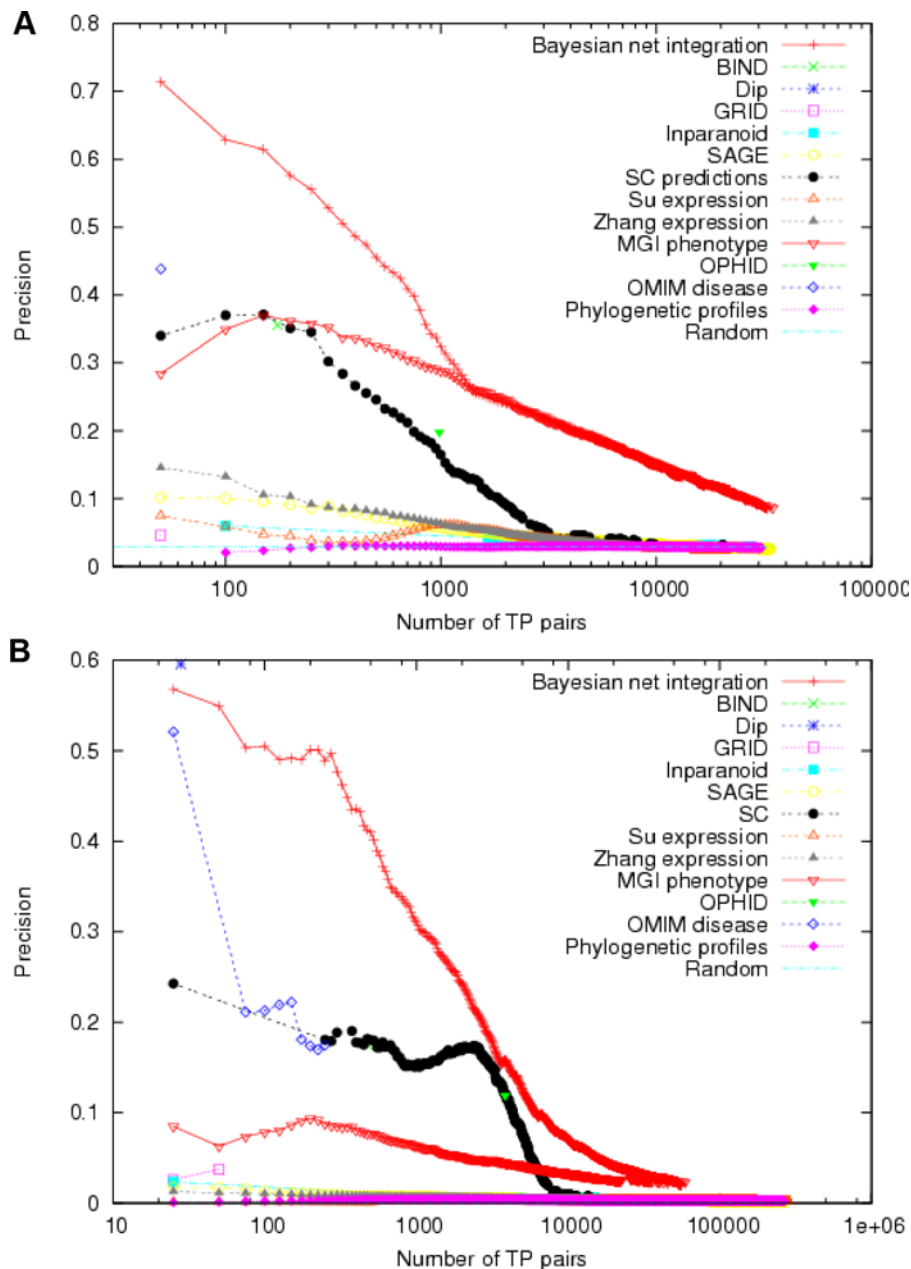 A
0.8
0.7
0.6
0.5
0.4
0.3
0.2
0.1
0
Precision
Bayesian net integration
BIND
Dip
GRID
Inparanoid
SAGE
SC predictions
Su expression
Zhang expression
MGI phenotype
OPHID
OMIM disease
Phylogenetic profiles
Random
100 1000 10000 100000
Number of TP pairs
B
0.6
0.5
0.4
0.3
0.2
0.1
0
Precision
Bayesian net integration
BIND
Dip
GRID
Inparanoid
SAGE
SC
Su expression
Zhang expression
MGI phenotype
OPHID
OMIM disease
Phylogenetic profiles
Random
10 100 1000 10000 100000 1e+06
Number of TP pairs